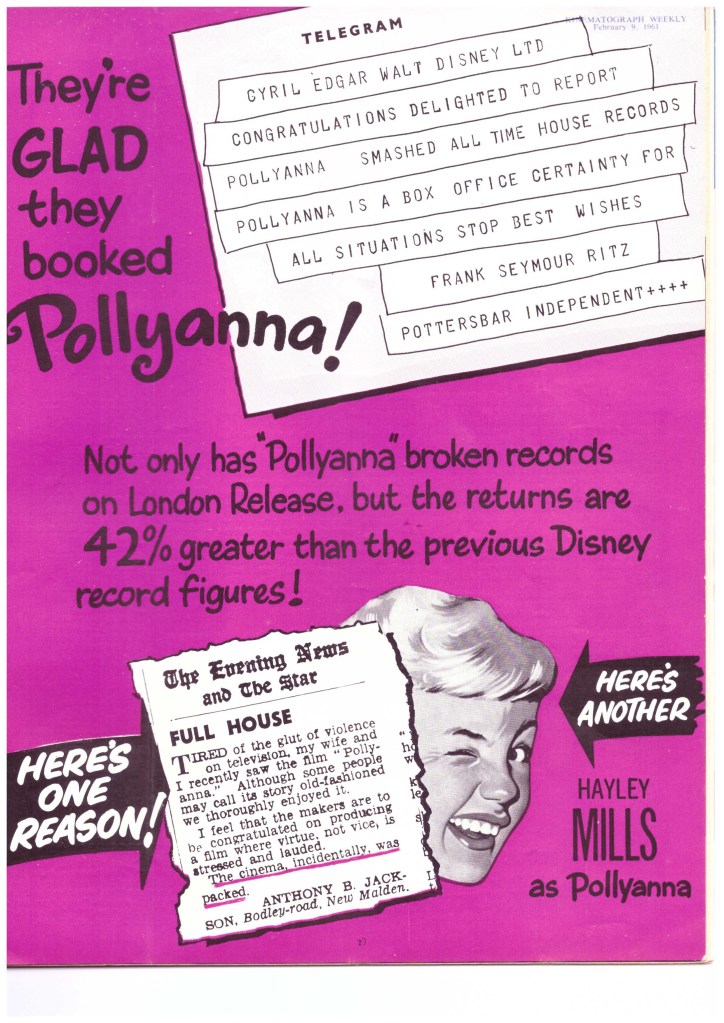 KINEMATOGRAPH WEEKLY
February 9, 1961
They're
GLAD
they
booked
Pollyanna!
TELEGRAM
CYRIL EDGAR WALT DISNEY LTD
CONGRATULATIONS DELIGHTED TO REPORT
POLLYANNA SMASHED ALL TIME HOUSE RECORDS
POLLYANNA IS A BOX OFFICE CERTAINTY FOR
ALL SITUATIONS STOP BEST WISHES
FRANK SEYMOUR RITZ
POTTERSBAR INDEPENDENT++++
Not only has "Pollyanna" broken records
on London Release, but the returns are
42% greater than the previous Disney
record figures!
HERE'S
ONE
REASON!
The Evening News
and The Star
FULL HOUSE
TIRED of the glut of violence
on television, my wife and
I recently saw the film "Polly-
anna." Although some people
may call its story old-fashioned
we thoroughly enjoyed it.
I feel that the makers are to
be congratulated on producing
a film where virtue, not vice, is
stressed and lauded.
The cinema, incidentally, was
packed.
ANTHONY B. JACK-
SON, Bodley-road, New Malden.
HERE'S
ANOTHER
HAYLEY
MILLS
as Pollyanna